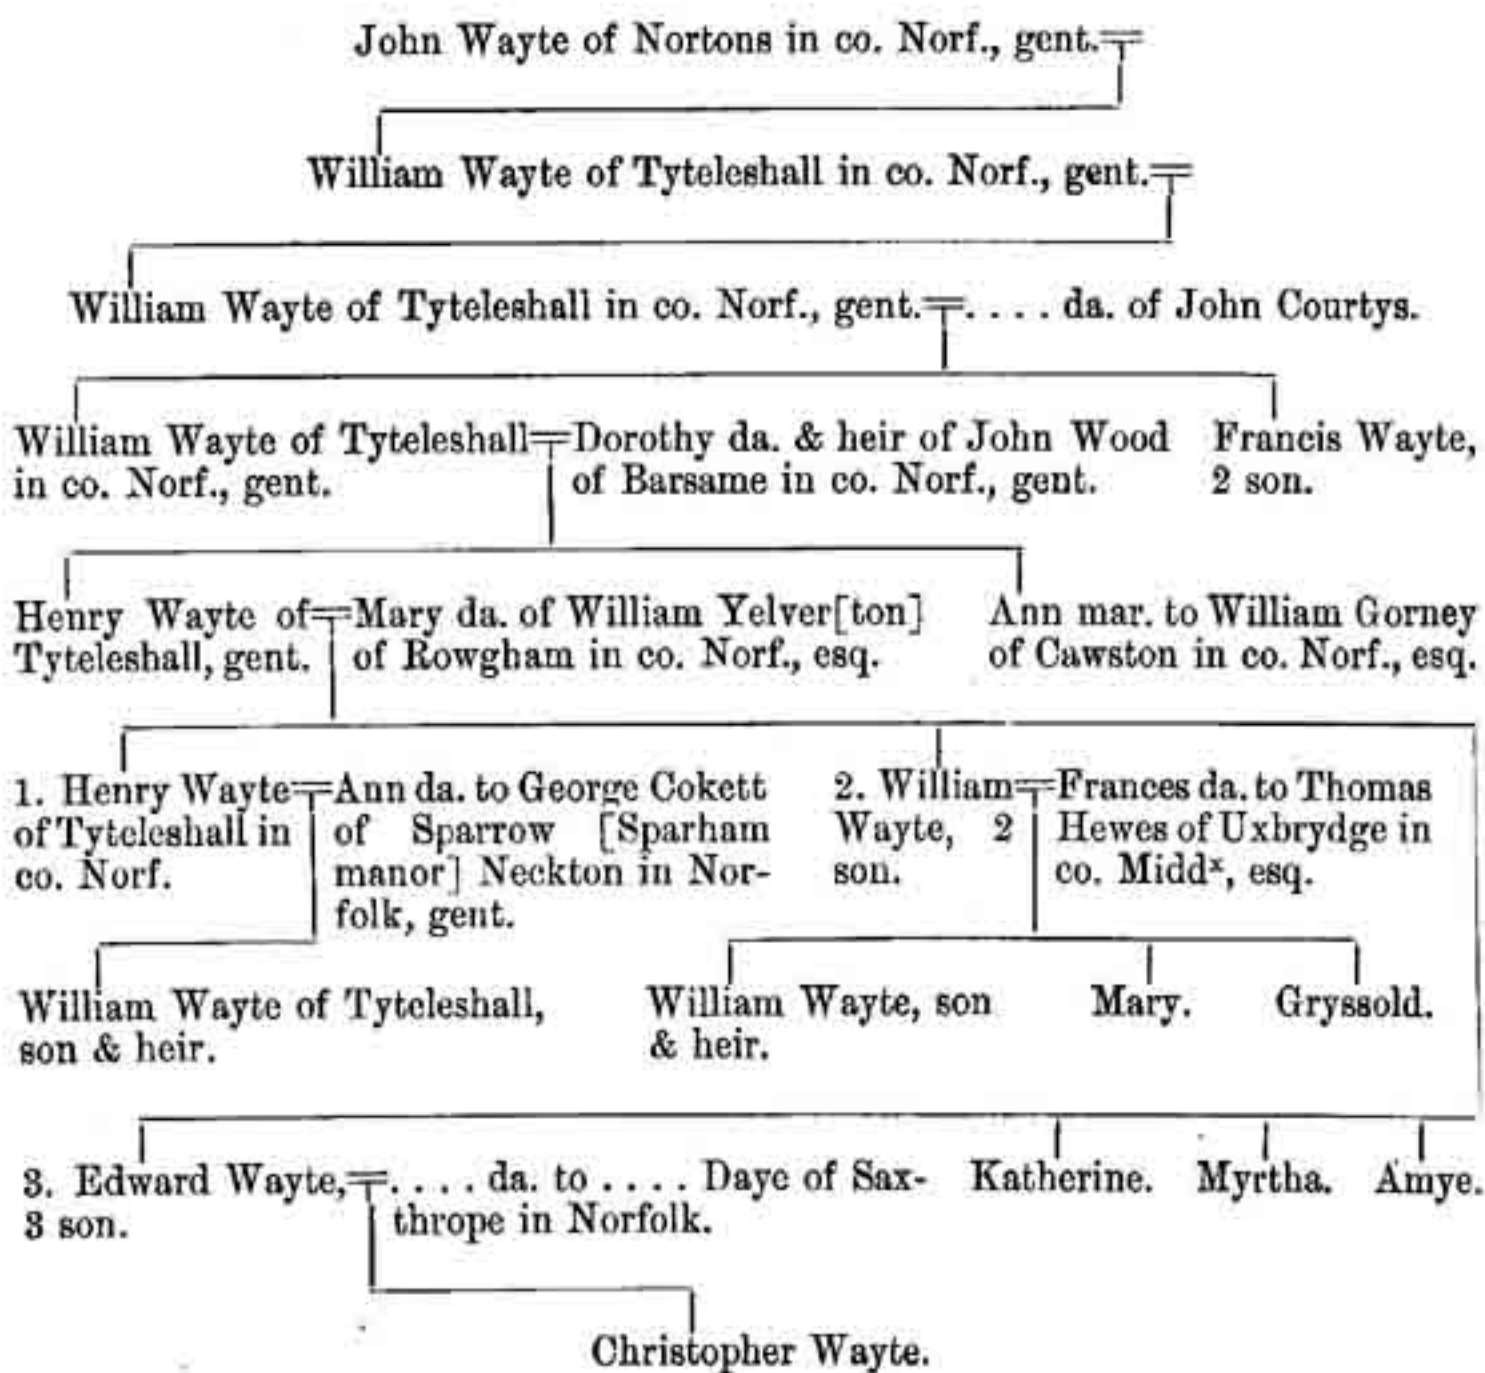 John Wayte of Nortons in co. Norf., gent.
William Wayte of Tyteleshall in co. Norf., gent.
William Wayte of Tyteleshall in co. Norf., gent. . . . . da. of John Courtys.
William Wayte of Tyteleshall
in co. Norf., gent.
Dorothy da. & heir of John Wood
of Barsame in co. Norf., gent.
Francis Wayte,
2 son.
Henry Wayte of
Tyteleshall, gent.
Mary da. of William Yelver[ton]
of Rowgham in co. Norf., esq.
Ann mar. to William Gorney
of Cawston in co. Norf., esq.
1. Henry Wayte
of Tyteleshall in
co. Norf.
Ann da. to George Cokett
of Sparrow [Sparham
manor] Neckton in Nor-
folk, gent.
2. William
Wayte, 2
son.
Frances da. to Thomas
Hewes of Uxbrydge in
co. Middˣ, esq.
William Wayte of Tyteleshall,
son & heir.
William Wayte, son
& heir.
Mary.
Gryssold.
3. Edward Wayte,
3 son.
. . . . da. to . . . . Daye of Sax-
thrope in Norfolk.
Katherine.
Myrtha.
Amye.
Christopher Wayte.